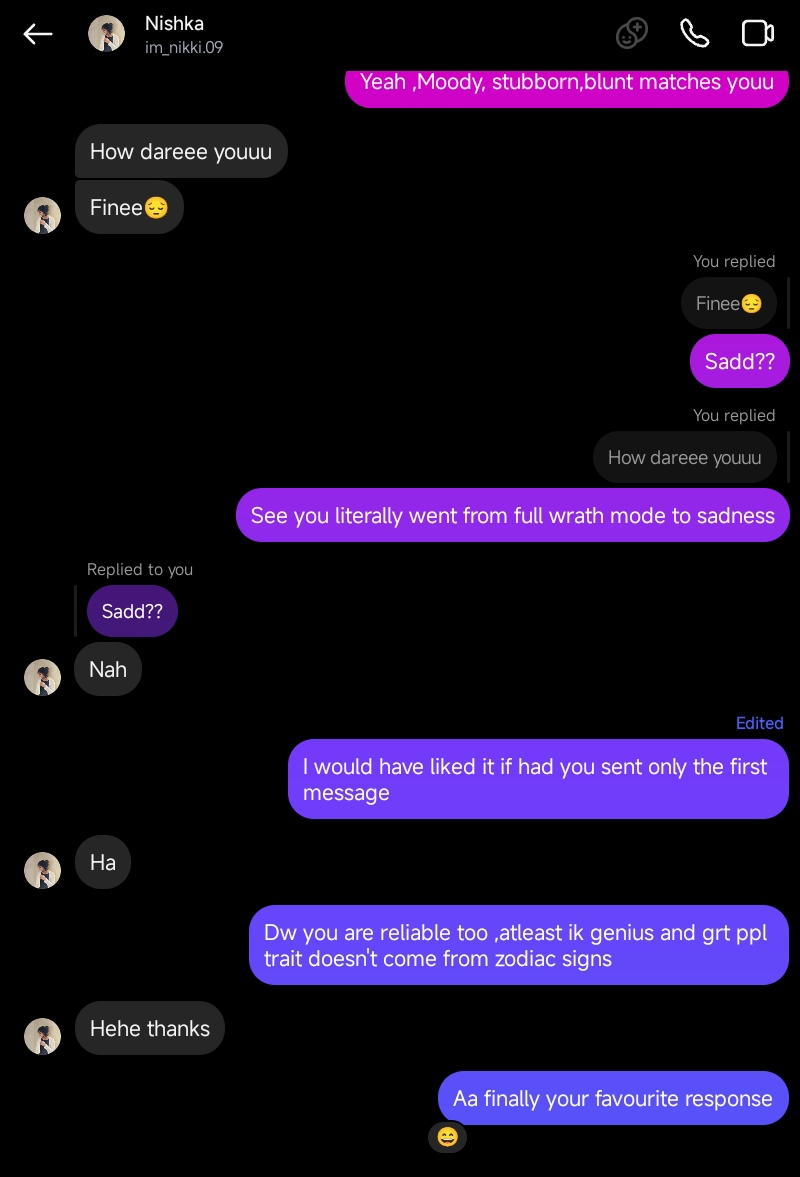 Nishka
im_nikki.09
Yeah ,Moody, stubborn,blunt matches youu
How dareee youuu
Finee😔
You replied
Finee😔
Sadd??
You replied
How dareee youuu
See you literally went from full wrath mode to sadness
Replied to you
Sadd??
Nah
Edited
I would have liked it if had you sent only the first
message
Ha
Dw you are reliable too ,atleast ik genius and grt ppl
trait doesn't come from zodiac signs
Hehe thanks
Aa finally your favourite response
😄